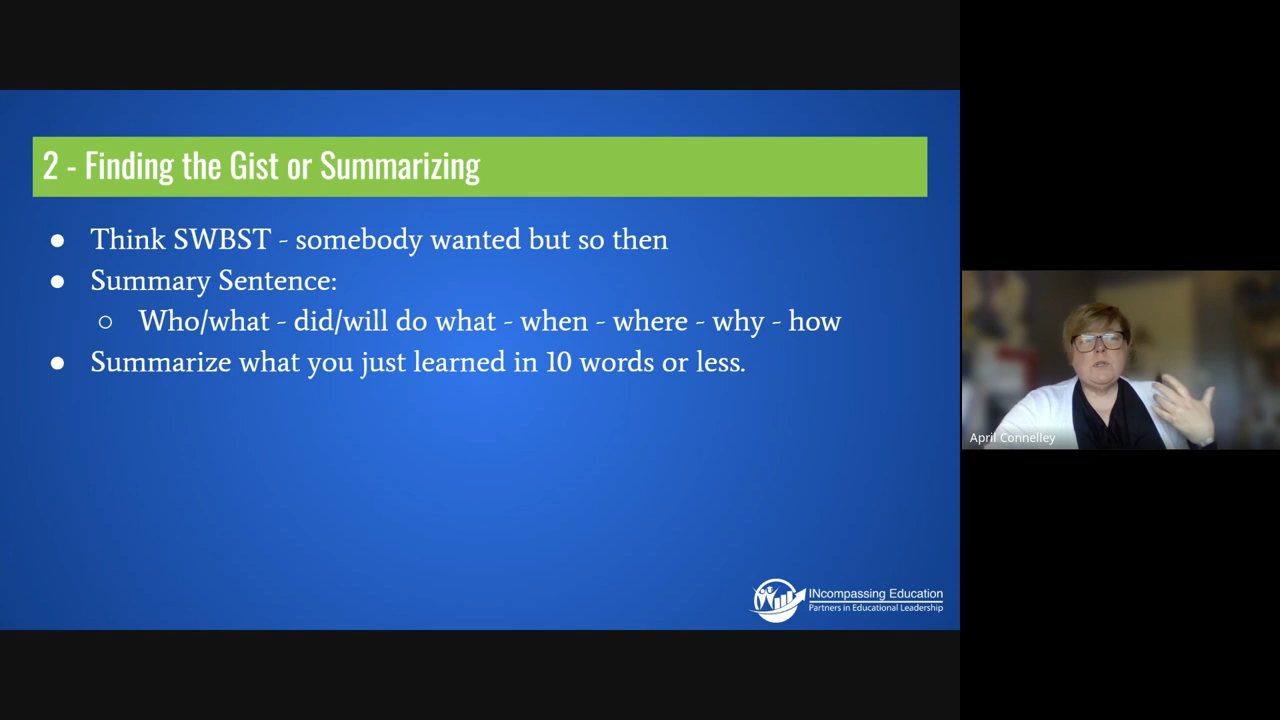 2 - Finding the Gist or Summarizing
● Think SWBST - somebody wanted but so then
● Summary Sentence:
○ Who/what - did/will do what - when - where - why - how
● Summarize what you just learned in 10 words or less.
April Connelley
INcompassing Education
Partners in Educational Leadership